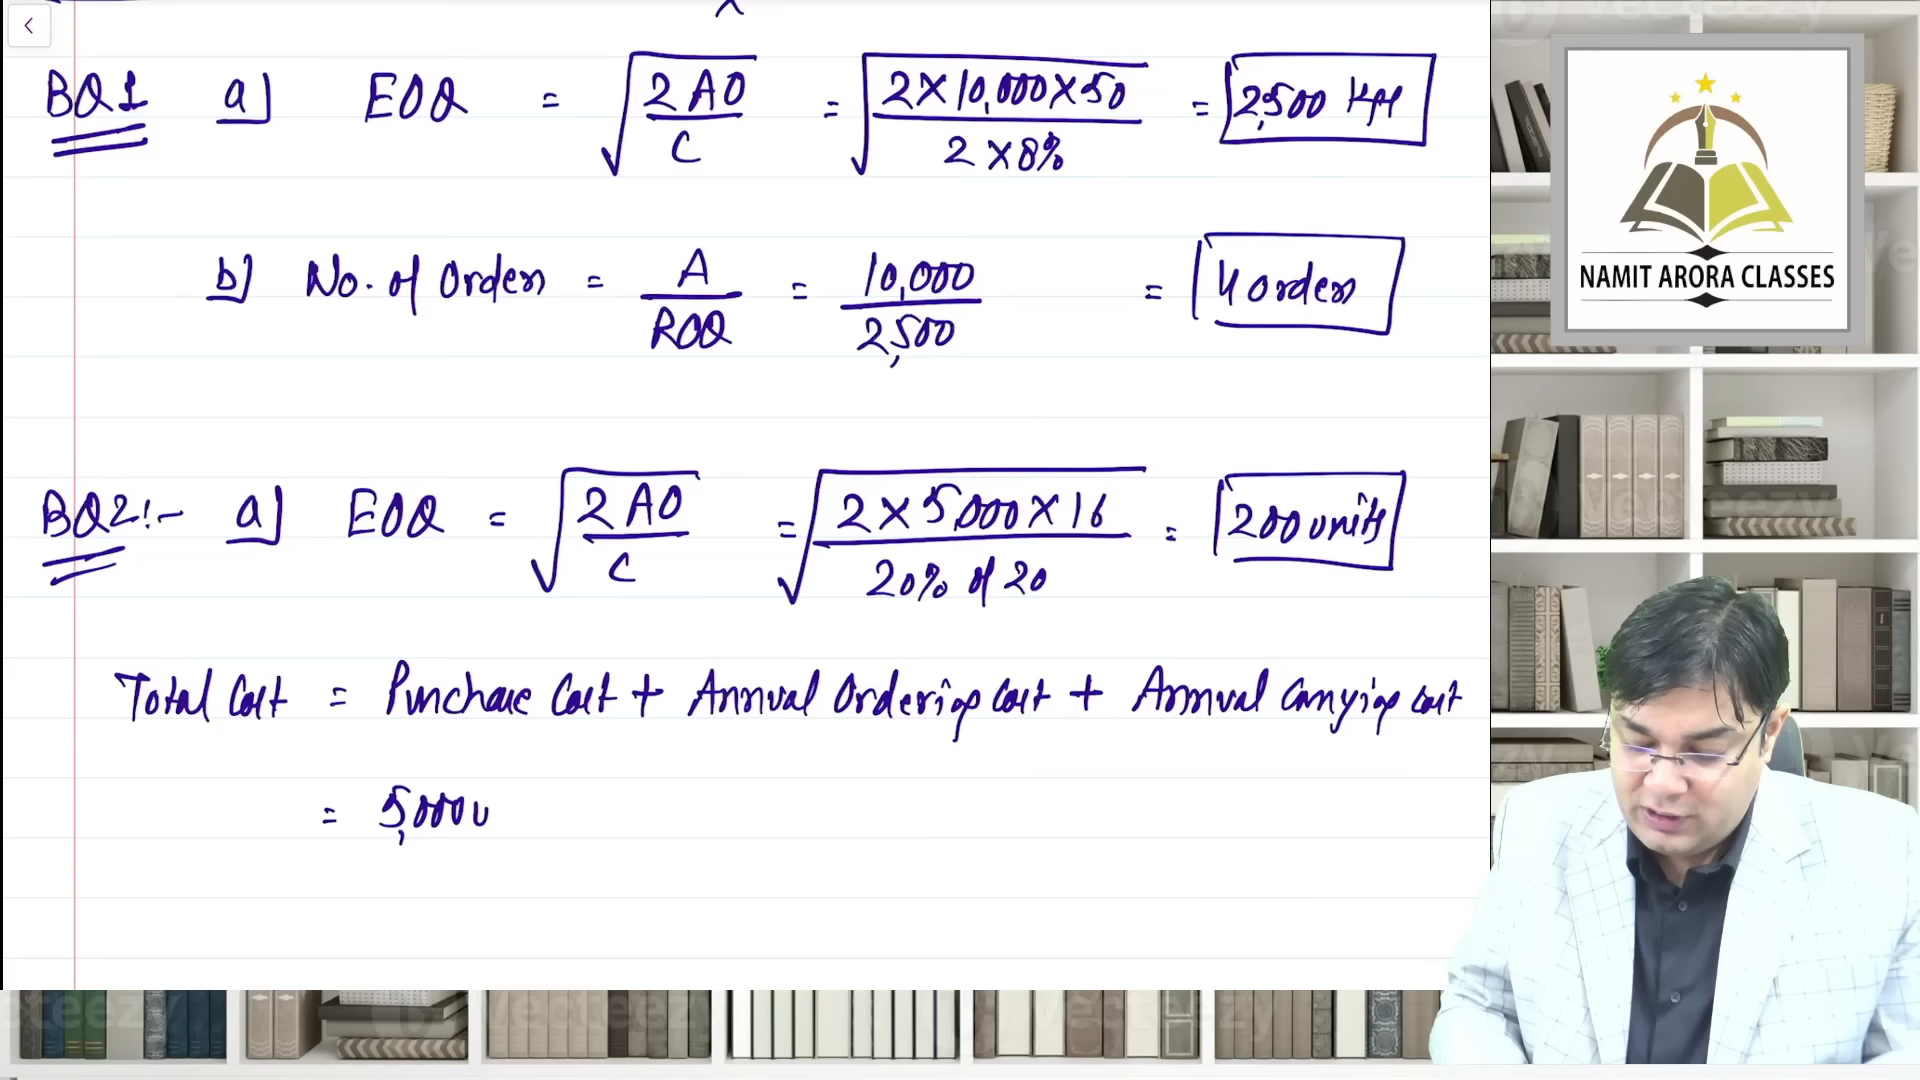 BQ1 a] EOQ = √2AO/C = √2×10,000×50/2×8% = 2,500 kgs
b] No. of Orders = A/ROQ = 10,000/2,500 = 4 orders
BQ2:- a] EOQ = √2AO/C = √2×5,000×16/20% of 20 = 200 units
Total Cost = Purchase Cost + Annual Ordering cost + Annual Carrying cost
= 5,000 u
NAMIT ARORA CLASSES